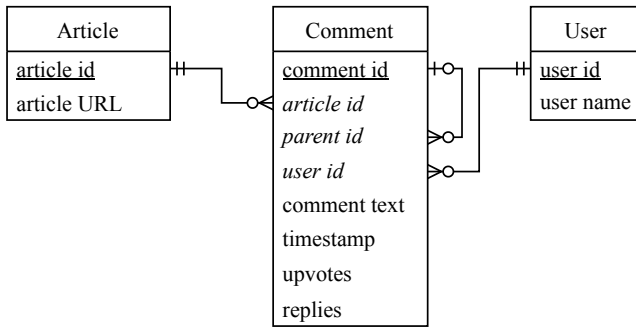 Article
article id
article URL
Comment
comment id
article id
parent id
user id
comment text
timestamp
upvotes
replies
User
user id
user name